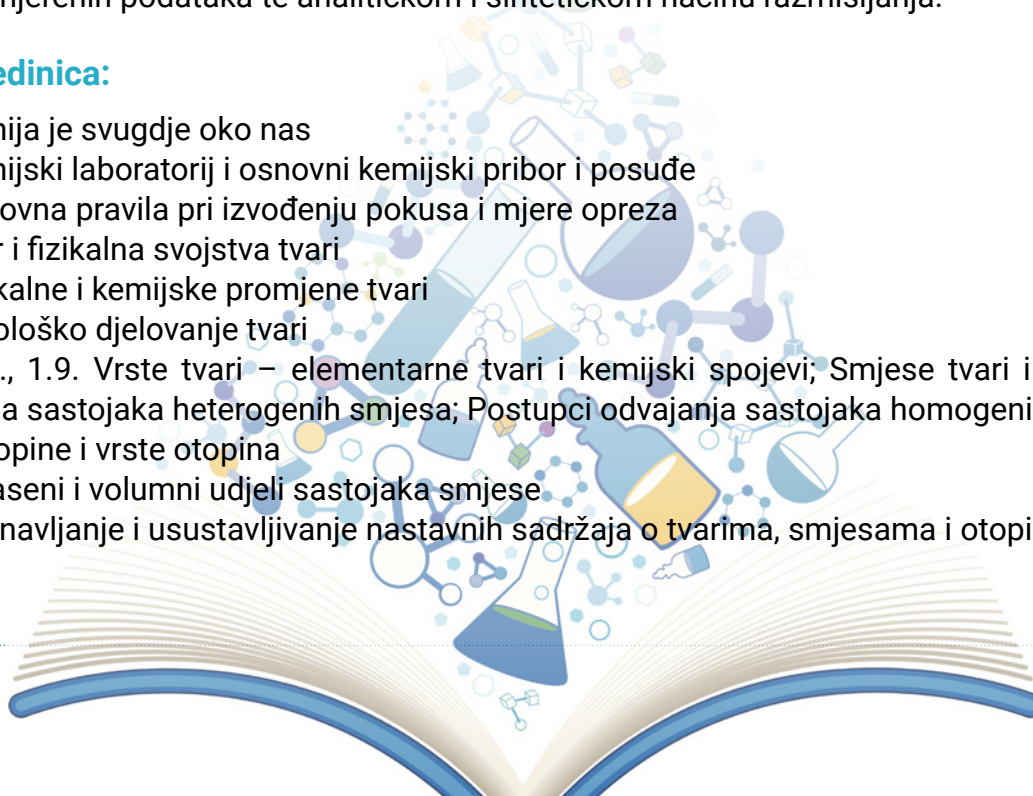 njerenih podataka te analitičkom i sintetičkom načinu razmišljanja.
edinica:
nija je svugdje oko nas
nijski laboratorij i osnovni kemijski pribor i posuđe
ovna pravila pri izvođenju pokusa i mjere opreza
r i fizikalna svojstva tvari
kalne i kemijske promjene tvari
ološko djelovanje tvari
., 1.9. Vrste tvari – elementarne tvari i kemijski spojevi; Smjese tvari i
a sastojaka heterogenih smjesa; Postupci odvajanja sastojaka homogeni
opine i vrste otopina
aseni i volumni udjeli sastojaka smjese
navljanje i usustavljivanje nastavnih sadržaja o tvarima, smjesama i otopi